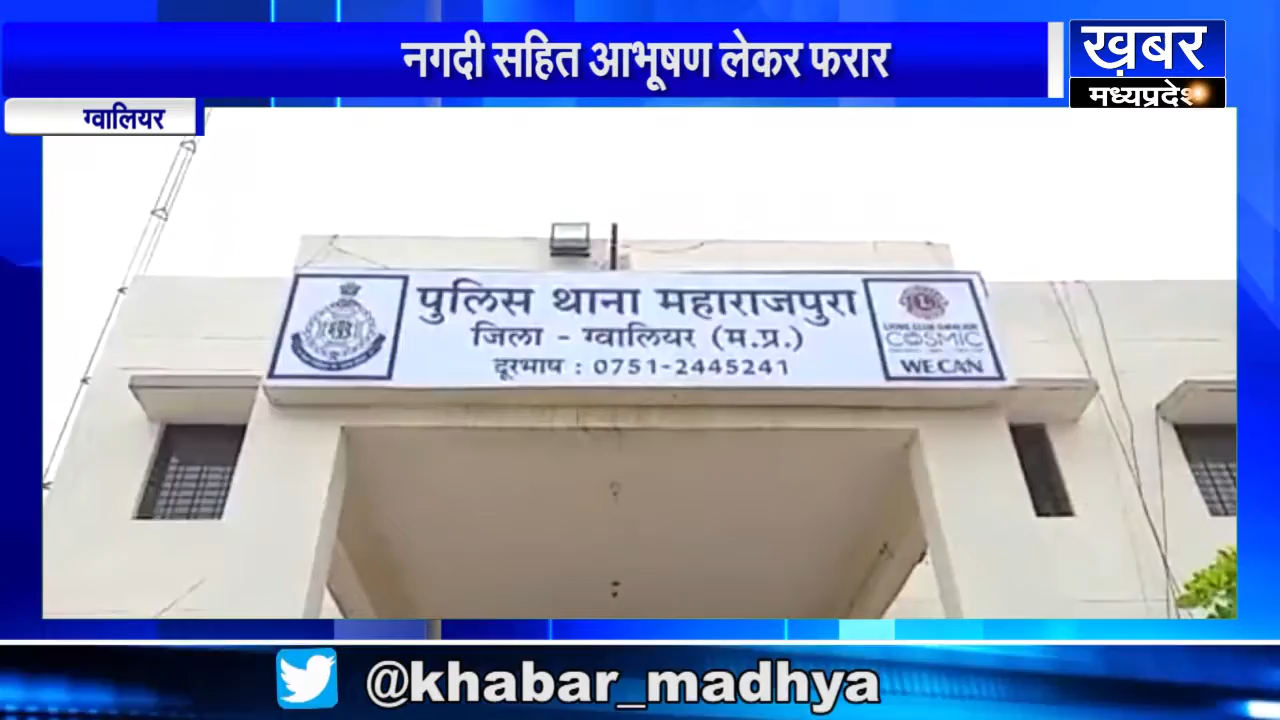 नगदी सहित आभूषण लेकर फरार
ख़बर
मध्यप्रदेश
ग्वालियर
पुलिस थाना महाराजपुरा
जिला - ग्वालियर (म.प्र.)
दूरभाष : 0751-2445241
COSMIC
WE CAN
@khabar_madhya